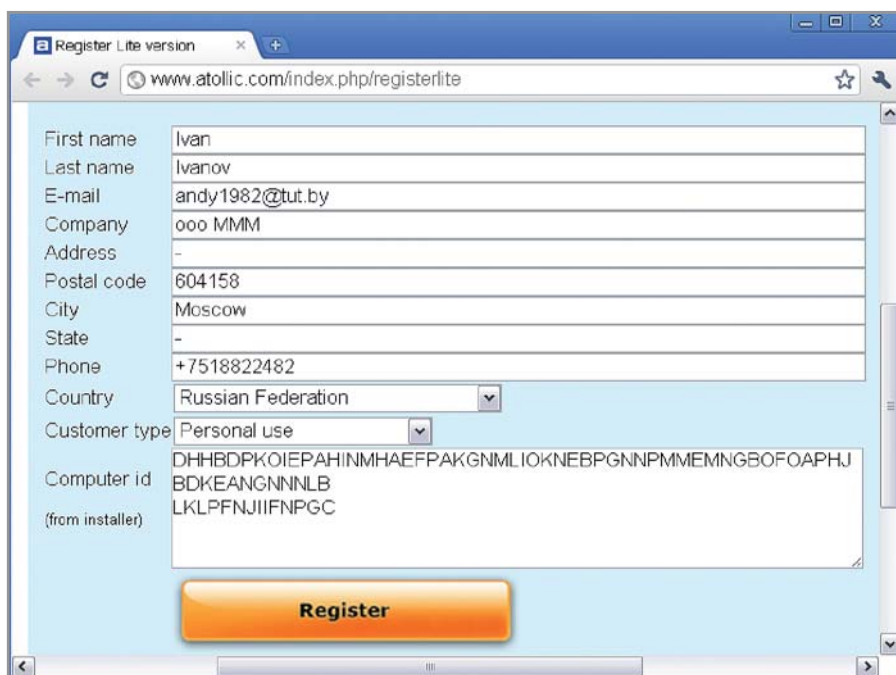 Register Lite version
www.atollic.com/index.php/registerlite
First name Ivan
Last name Ivanov
E-mail andy1982@tut.by
Company ooo MMM
Address -
Postal code 604158
City Moscow
State -
Phone +7518822482
Country Russian Federation
Customer type Personal use
Computer id
(from installer)
DHHBDPKOIEPAHINMHAEFPAKGNMLIOKNEBPGNNPMMEMNGBOFOAPHJ
BDKEANGNNNLB
LKLPFNJIIFNPGC
Register